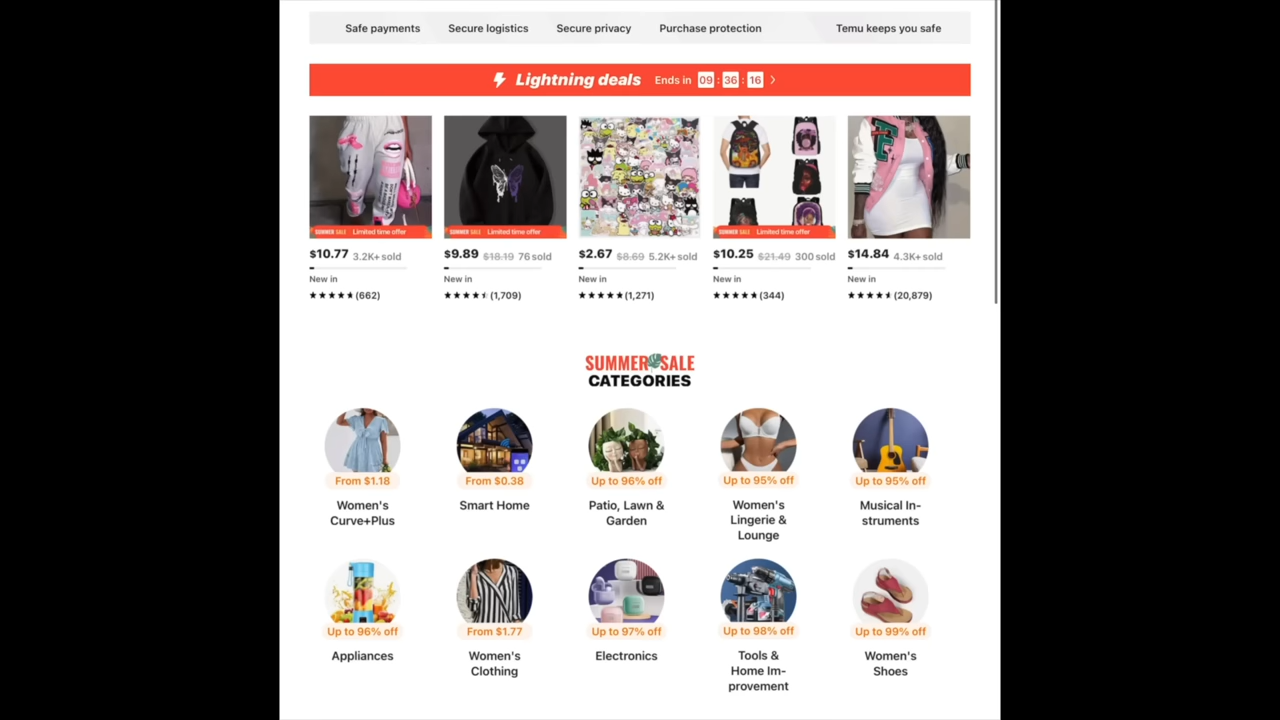 Safe payments Secure logistics Secure privacy Purchase protection Temu keeps you safe
Lightning deals Ends in 09 : 36 : 16
SUMMER SALE Limited time offer
SUMMER SALE Limited time offer
SUMMER SALE Limited time offer
$10.77 3.2K+ sold
$9.89 $18.19 76 sold
$2.67 $8.69 5.2K+ sold
$10.25 $21.49 300 sold
$14.84 4.3K+ sold
New in
New in
New in
New in
New in
(662)
(1,709)
(1,271)
(344)
(20,879)
SUMMER SALE
CATEGORIES
From $1.18
Women's
Curve+Plus
From $0.38
Smart Home
Up to 96% off
Patio, Lawn &
Garden
Up to 95% off
Women's
Lingerie &
Lounge
Up to 95% off
Musical In-
struments
Up to 96% off
Appliances
From $1.77
Women's
Clothing
Up to 97% off
Electronics
Up to 98% off
Tools &
Home Im-
provement
Up to 99% off
Women's
Shoes